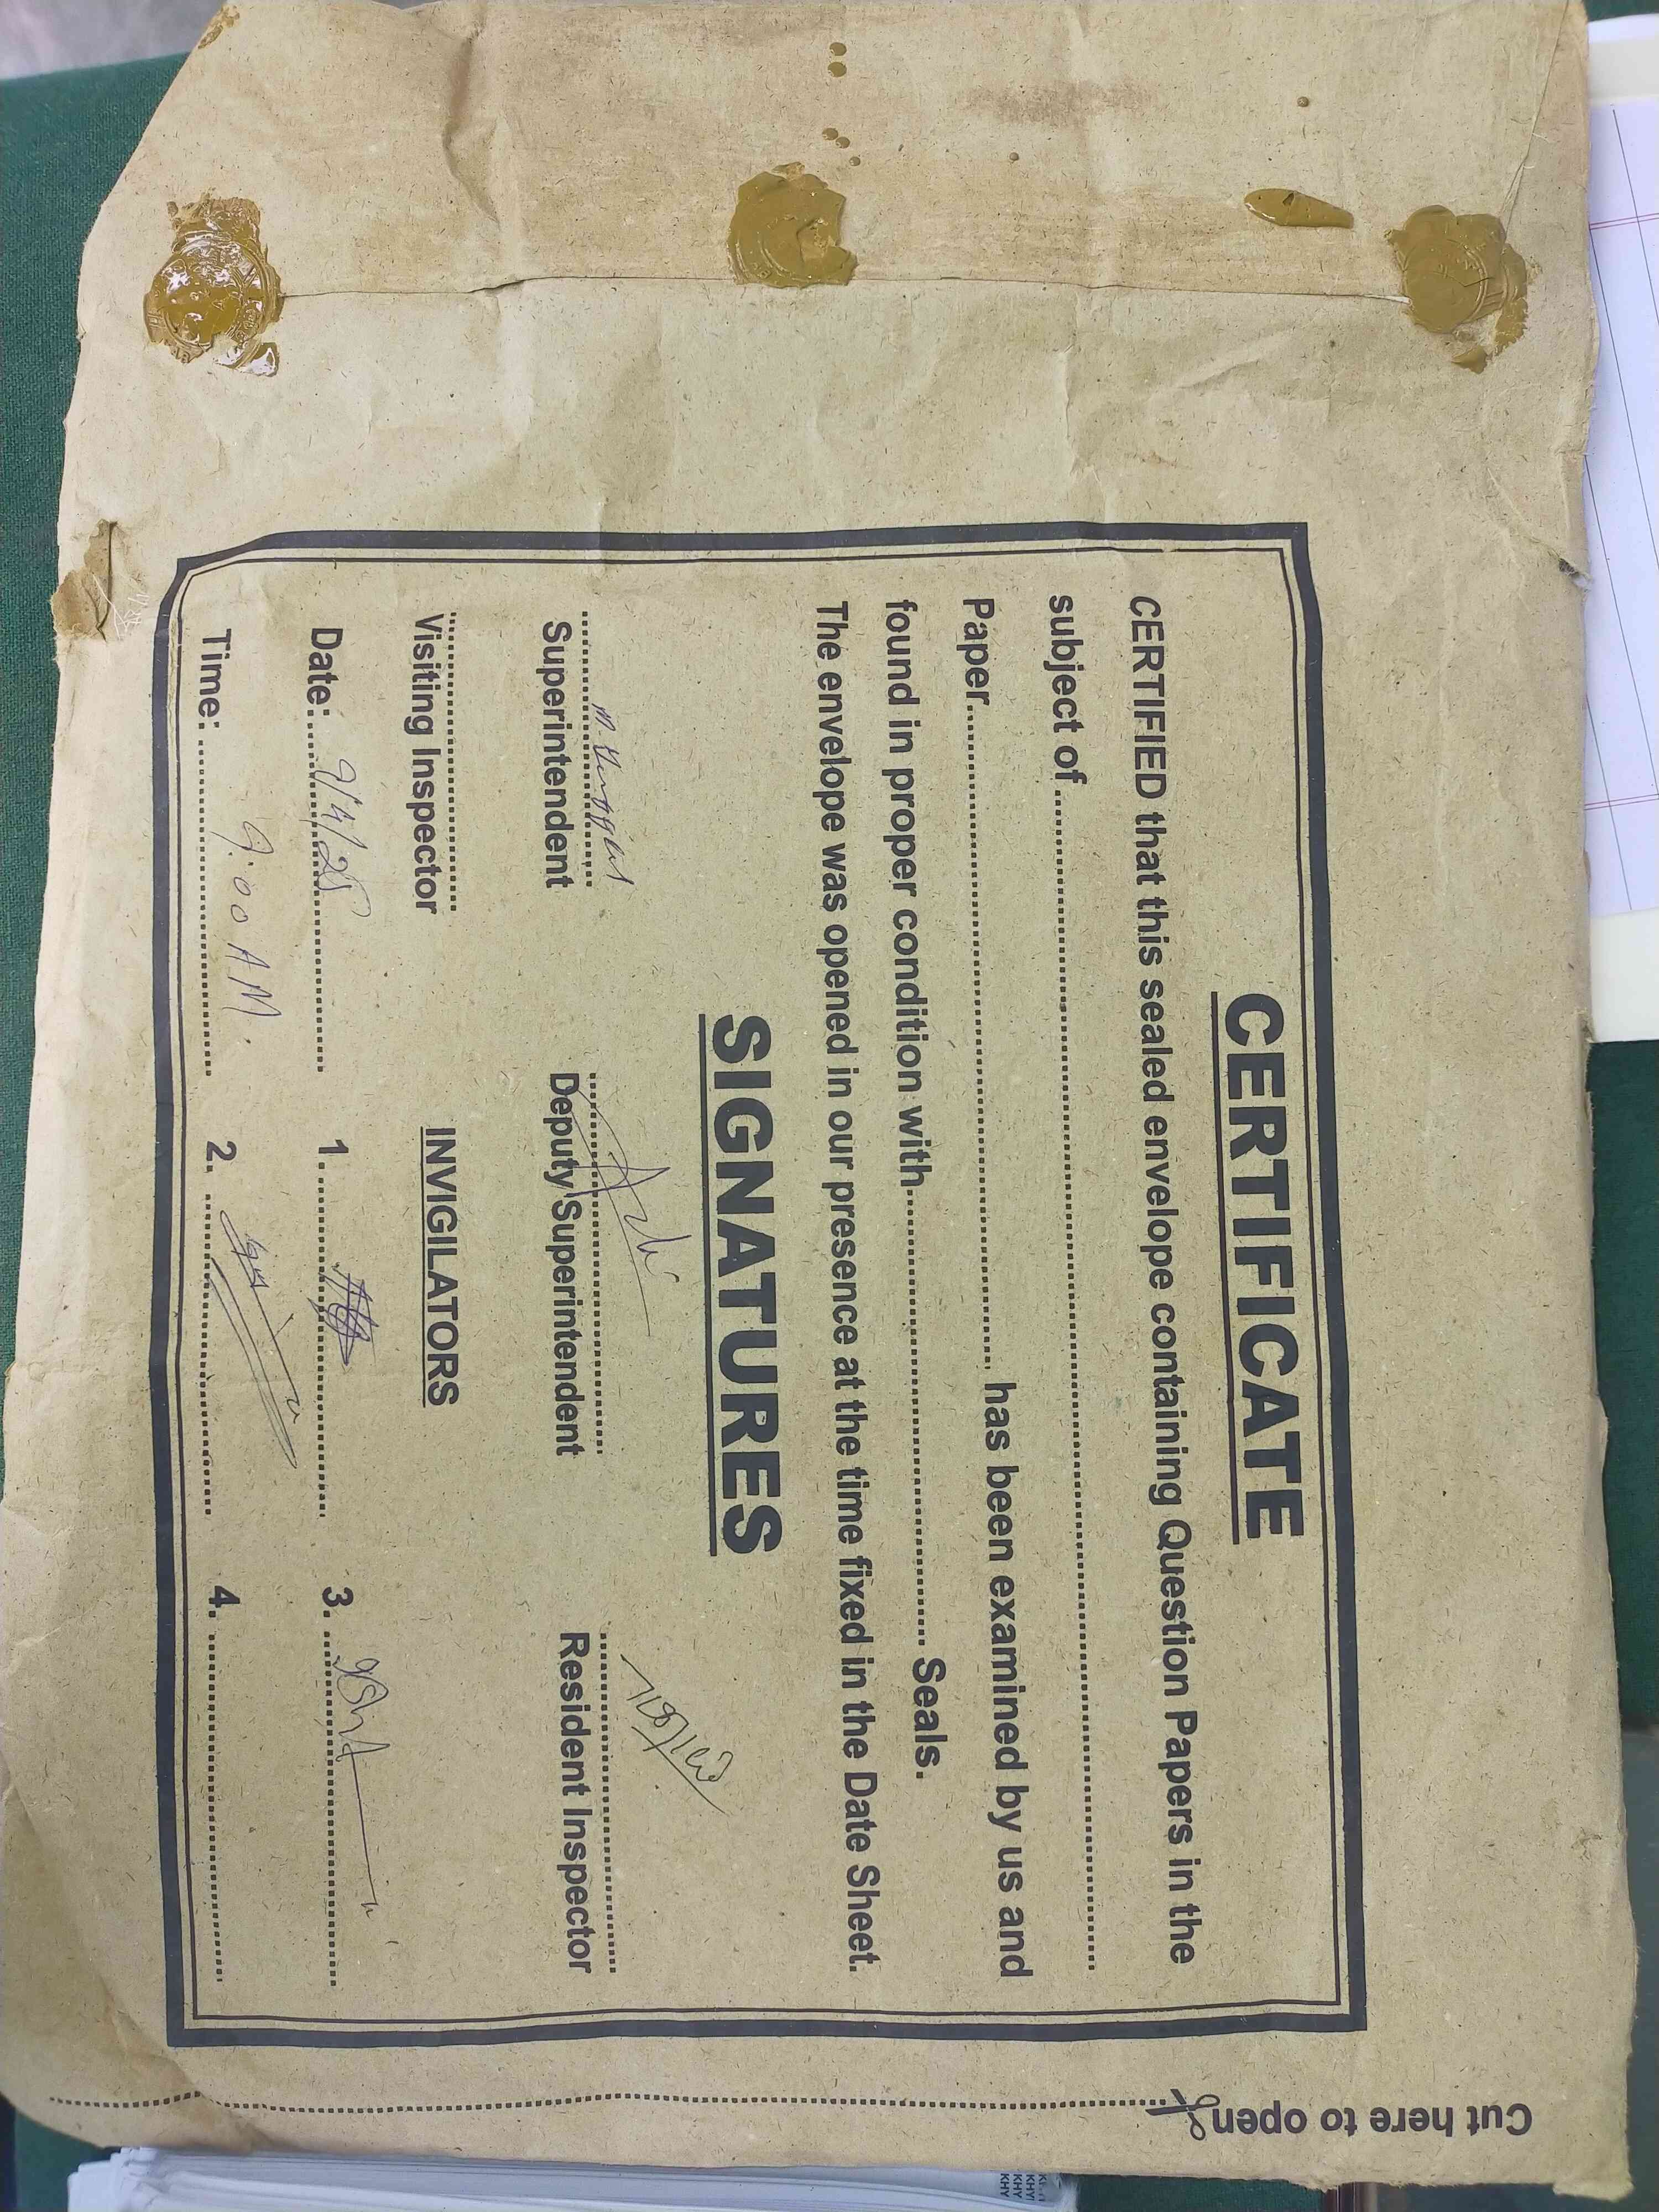 CERTIFICATE
CERTIFIED that this sealed envelope containing Question Papers in the
subject of ........................................................................
Paper........................................................, has been examined by us and
found in proper condition with.................................................. Seals.
The envelope was opened in our presence at the time fixed in the Date Sheet.
SIGNATURES
Superintendent Deputy Superintendent Resident Inspector
Visiting Inspector INVIGILATORS
Date: 9/4/25 1. 3.
Time: 9:00 AM. 2. 4.
Cut here to open